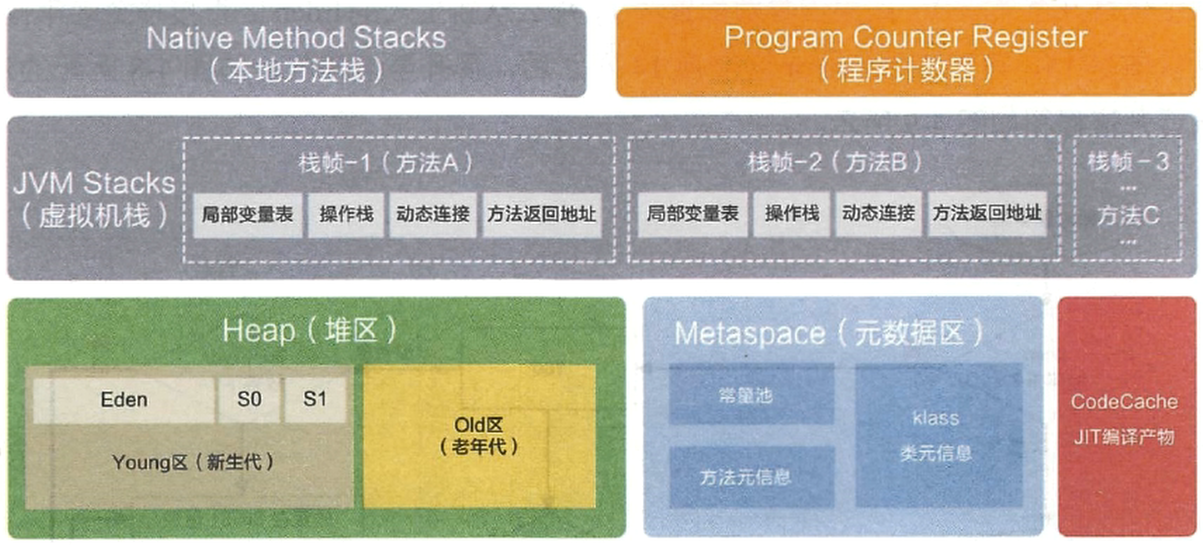 Native Method Stacks
（本地方法栈）
Program Counter Register
（程序计数器）
JVM Stacks
（虚拟机栈）
栈帧-1（方法A）
局部变量表
操作栈
动态连接
方法返回地址
栈帧-2（方法B）
局部变量表
操作栈
动态连接
方法返回地址
栈帧-3
...
方法C
...
Heap（堆区）
Eden
S0
S1
Young区（新生代）
Old区
（老年代）
Metaspace（元数据区）
常量池
方法元信息
klass
类元信息
CodeCache
JIT编译产物